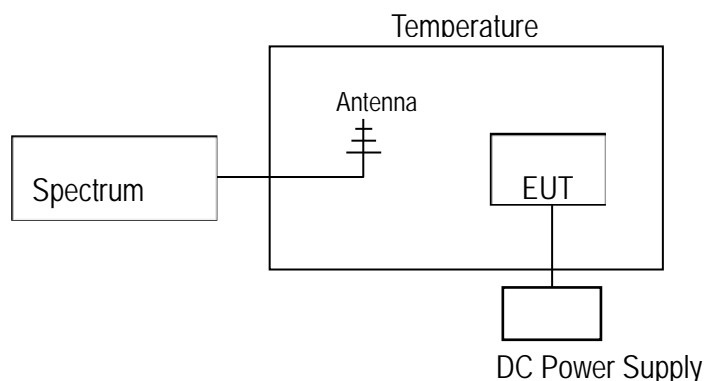 Temperature
Antenna
Spectrum
EUT
DC Power Supply